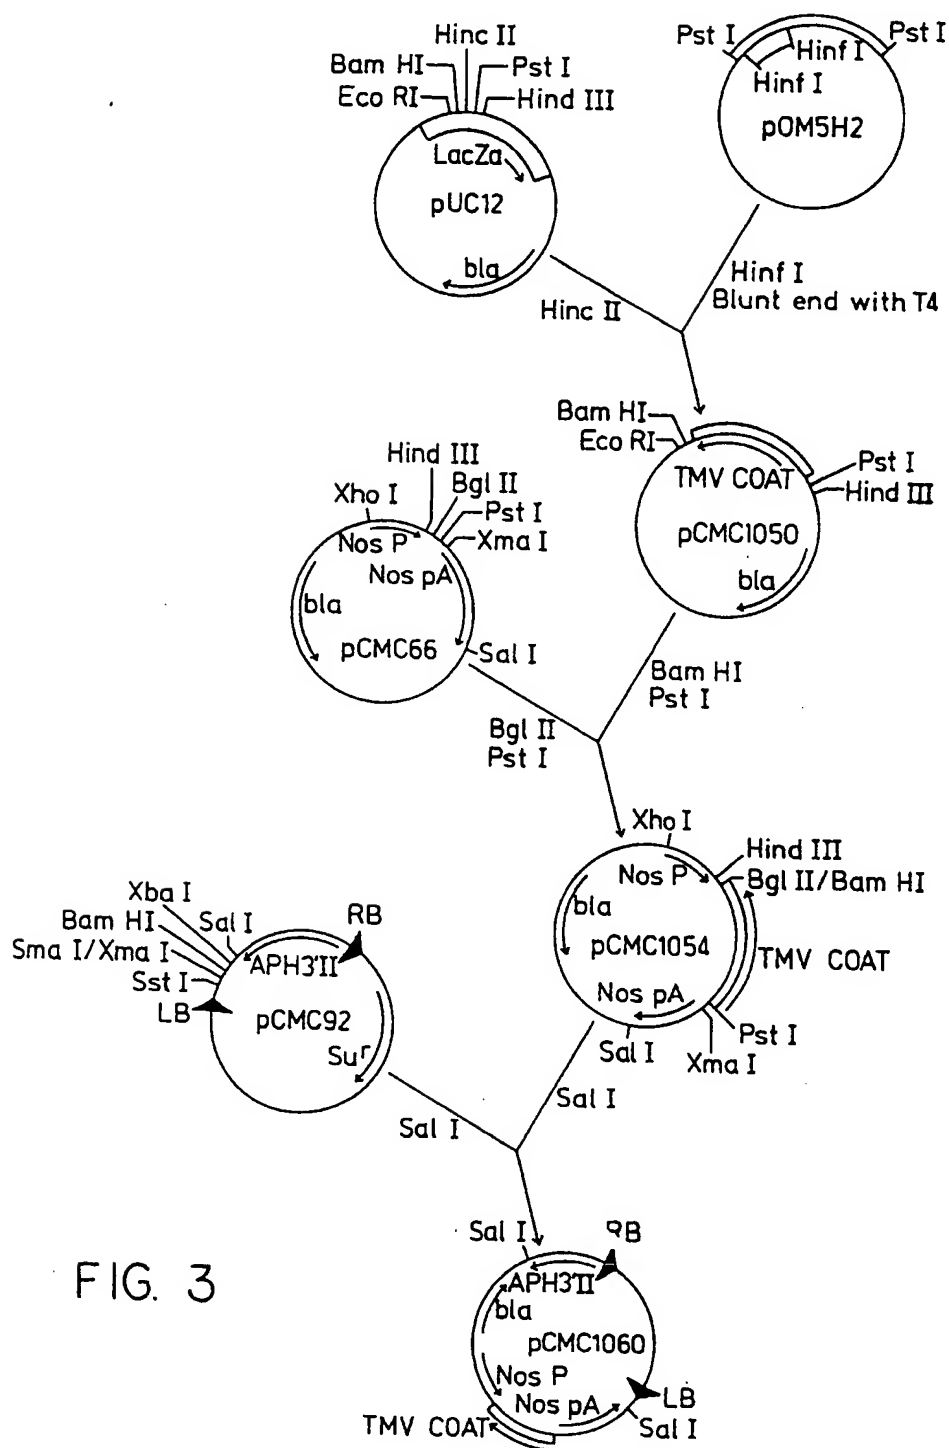 Hinc II
Bam HI
Pst I
Eco RI
Hind III
LacZa
pUC12
bla
Pst I
Pst I
Hinf I
Hinf I
pOM5H2
Hinc II
Hinf I
Blunt end with T4
Bam HI
Eco RI
TMV COAT
Pst I
Hind III
pCMC1050
bla
Hind III
Bgl II
Xho I
Pst I
Xma I
Nos P
Nos pA
bla
pCMC66
Sal I
Bgl II
Pst I
Bam HI
Pst I
Xho I
Hind III
Nos P
Bgl II/Bam HI
bla
pCMC1054
TMV COAT
Nos pA
Pst I
Sal I
Xma I
Xba I
Bam HI
Sal I
RB
Sma I/Xma I
APH3'II
Sst I
LB
pCMC92
Suʳ
Sal I
Sal I
Sal I
RB
APH3'II
bla
pCMC1060
Nos P
Nos pA
LB
TMV COAT
Sal I
FIG. 3